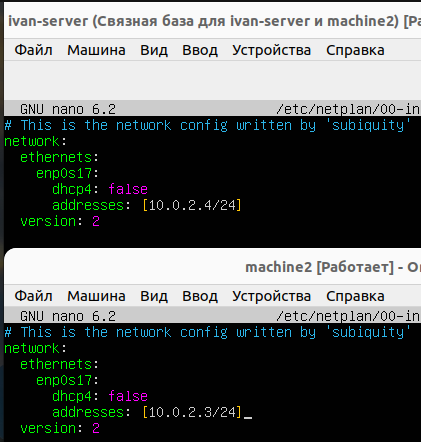 ivan-server (Связная база для ivan-server и machine2) [Ра
Файл Машина Вид Ввод Устройства Справка
GNU nano 6.2 /etc/netplan/00-in
# This is the network config written by 'subiquity'
network:
  ethernets:
    enp0s17:
      dhcp4: false
      addresses: [10.0.2.4/24]
  version: 2
machine2 [Работает] - O
Файл Машина Вид Ввод Устройства Справка
GNU nano 6.2 /etc/netplan/00-in
# This is the network config written by 'subiquity'
network:
  ethernets:
    enp0s17:
      dhcp4: false
      addresses: [10.0.2.3/24]
  version: 2